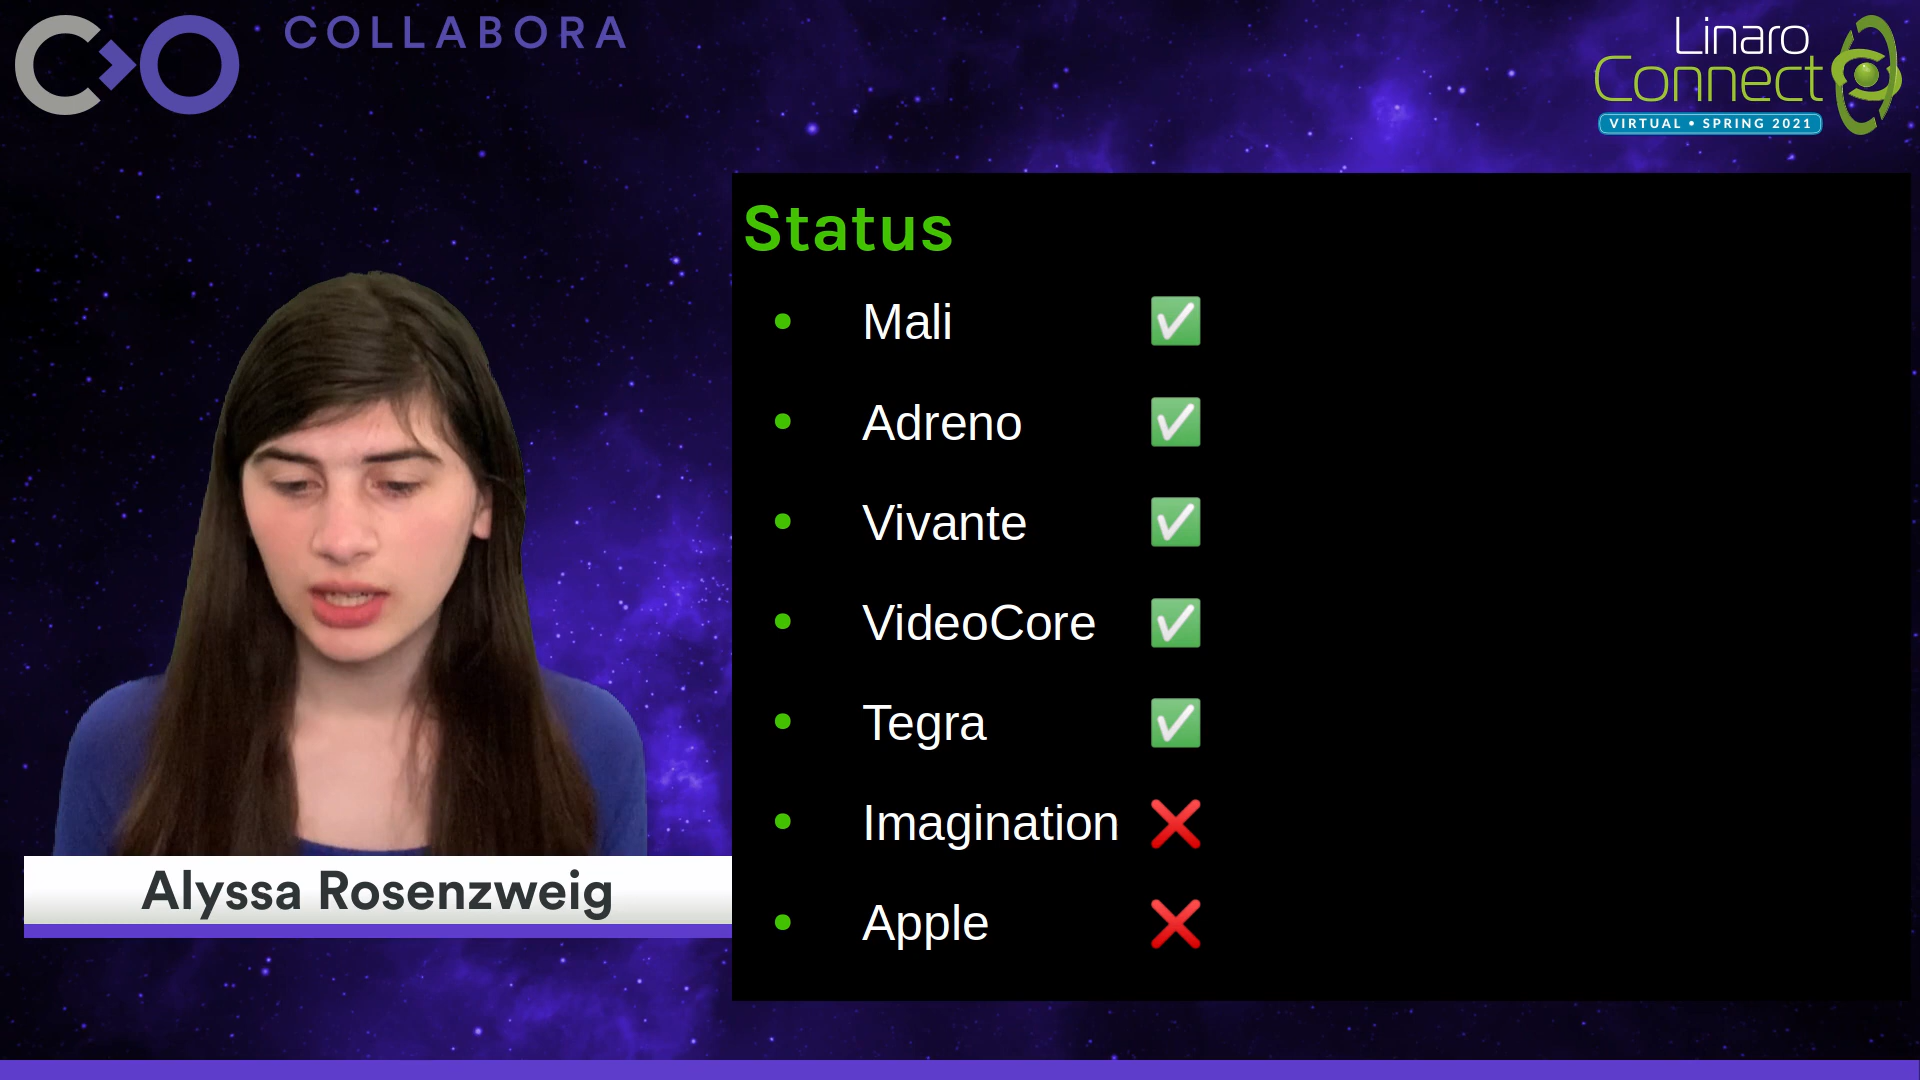 COLLABORA
Linaro
Connect
VIRTUAL • SPRING 2021
Status
• Mali ✅
• Adreno ✅
• Vivante ✅
• VideoCore ✅
• Tegra ✅
• Imagination ❌
• Apple ❌
Alyssa Rosenzweig